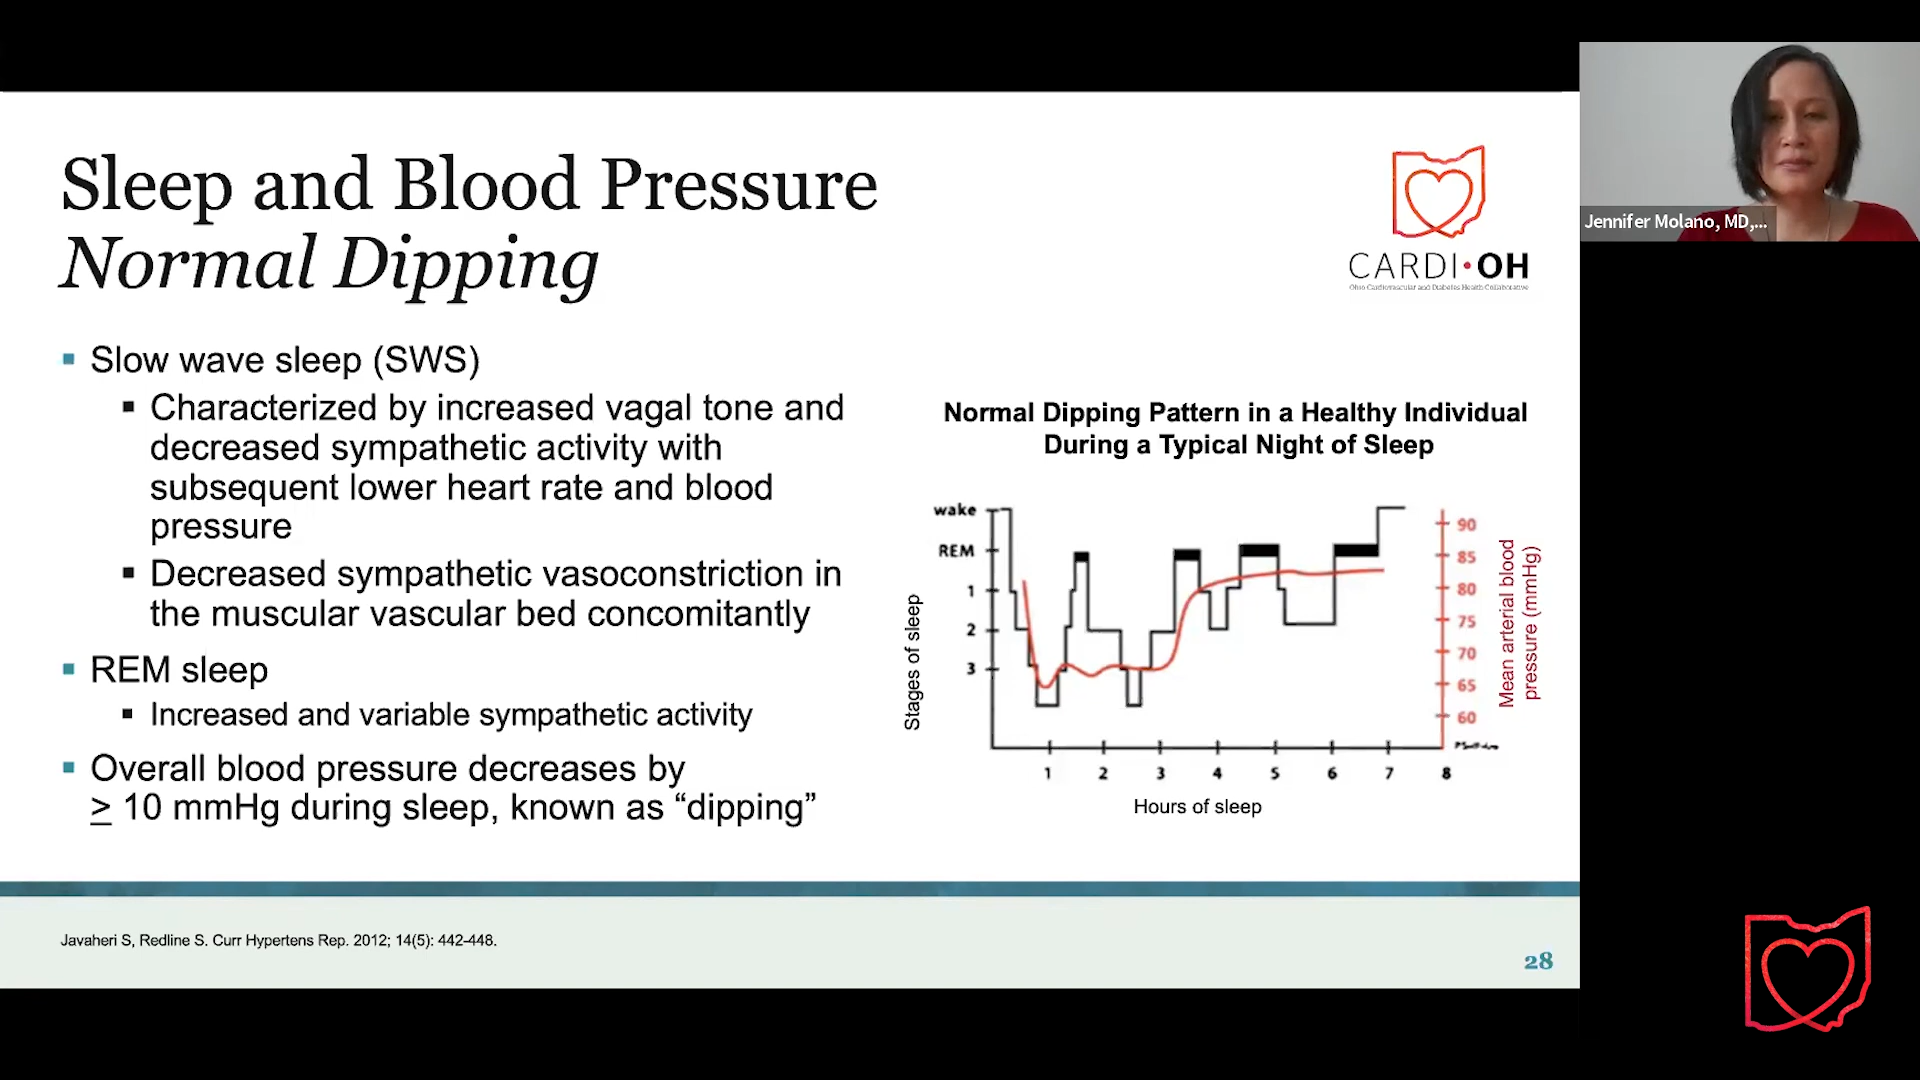 Sleep and Blood Pressure
Normal Dipping
CARDI•OH
Ohio Cardiovascular and Diabetes Health Collaborative
Jennifer Molano, MD,...
▪ Slow wave sleep (SWS)
▪ Characterized by increased vagal tone and
decreased sympathetic activity with
subsequent lower heart rate and blood
pressure
▪ Decreased sympathetic vasoconstriction in
the muscular vascular bed concomitantly
▪ REM sleep
▪ Increased and variable sympathetic activity
▪ Overall blood pressure decreases by
≥ 10 mmHg during sleep, known as “dipping”
Normal Dipping Pattern in a Healthy Individual
During a Typical Night of Sleep
Stages of sleep
wake
REM
1
2
3
90
85
80
75
70
65
60
Mean arterial blood
pressure (mmHg)
1 2 3 4 5 6 7 8
Hours of sleep
Javaheri S, Redline S. Curr Hypertens Rep. 2012; 14(5): 442-448.
28